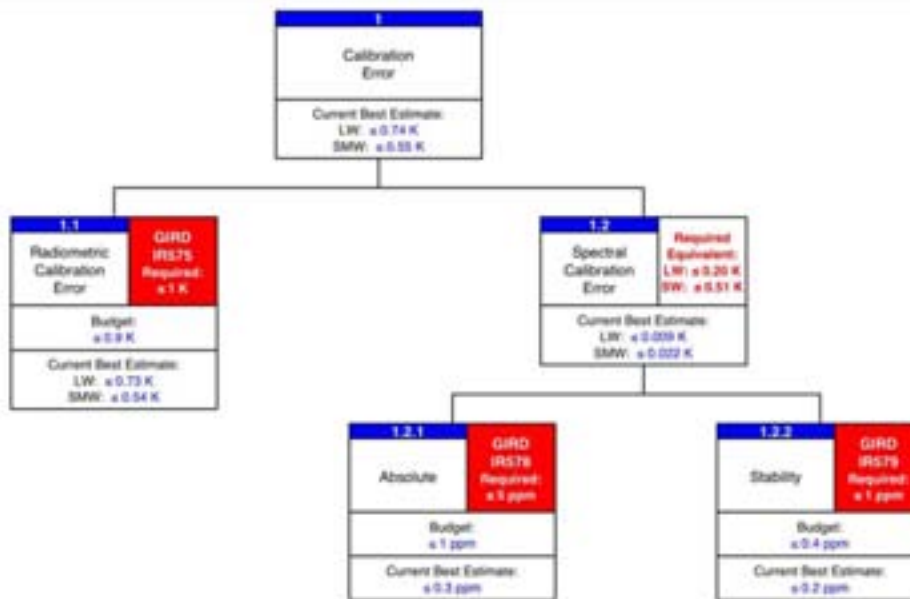 1
Calibration
Error
Current Best Estimate:
LW: ≤ 0.74 K
SMW: ≤ 0.55 K
1.1
Radiometric
Calibration
Error
GIRD
IR575
Required:
≤ 1 K
Budget:
≤ 0.9 K
Current Best Estimate:
LW: ≤ 0.73 K
SMW: ≤ 0.54 K
1.2
Spectral
Calibration
Error
Required
Equivalent:
LW: ≤ 0.20 K
SW: ≤ 0.51 K
Current Best Estimate:
LW: ≤ 0.009 K
SMW: ≤ 0.022 K
1.2.1
Absolute
GIRD
Required:
≤ 5 ppm
Budget:
≤ 1 ppm
Current Best Estimate:
≤ 0.3 ppm
1.2.2
Stability
GIRD
IR579
Required:
≤ 1 ppm
Budget:
≤ 0.4 ppm
Current Best Estimate:
≤ 0.2 ppm